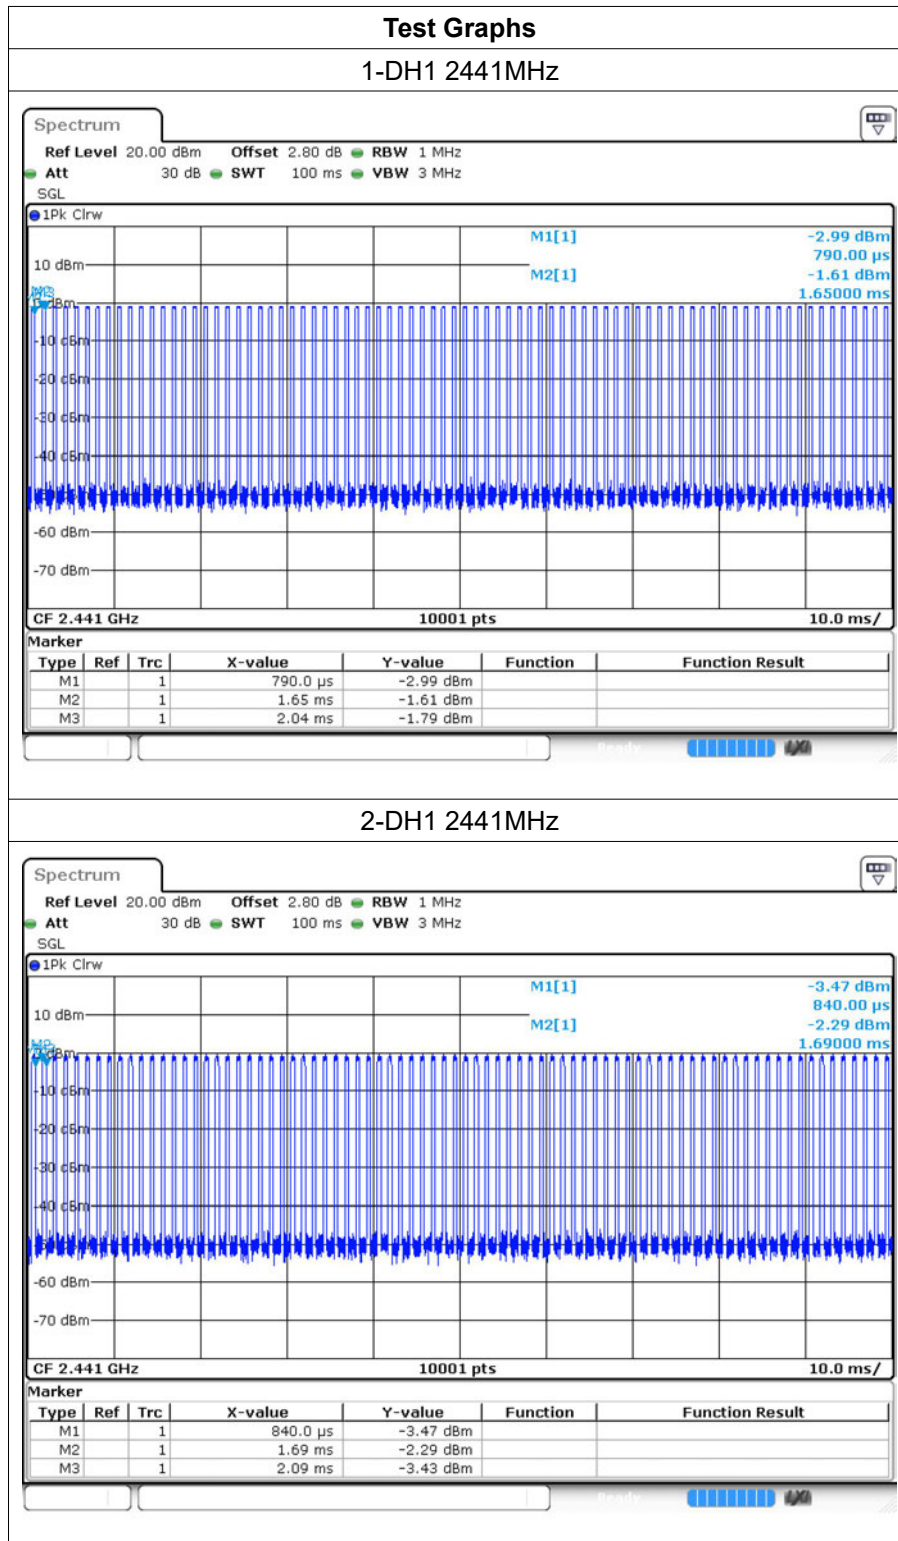 Test Graphs
1-DH1 2441MHz
Spectrum
Ref Level 20.00 dBm Offset 2.80 dB RBW 1 MHz
Att 30 dB SWT 100 ms VBW 3 MHz
SGL
1Pk Clrw
M1[1] -2.99 dBm
790.00 µs
10 dBm
M2[1] -1.61 dBm
1.65000 ms
-10 dBm
-20 dBm
-30 dBm
-40 dBm
-60 dBm
-70 dBm
CF 2.441 GHz 10001 pts 10.0 ms/
Marker
Type Ref Trc X-value Y-value Function Function Result
M1 1 790.0 µs -2.99 dBm
M2 1 1.65 ms -1.61 dBm
M3 1 2.04 ms -1.79 dBm
Ready
2-DH1 2441MHz
Spectrum
Ref Level 20.00 dBm Offset 2.80 dB RBW 1 MHz
Att 30 dB SWT 100 ms VBW 3 MHz
SGL
1Pk Clrw
M1[1] -3.47 dBm
840.00 µs
10 dBm
M2[1] -2.29 dBm
1.69000 ms
-10 dBm
-20 dBm
-30 dBm
-40 dBm
-60 dBm
-70 dBm
CF 2.441 GHz 10001 pts 10.0 ms/
Marker
Type Ref Trc X-value Y-value Function Function Result
M1 1 840.0 µs -3.47 dBm
M2 1 1.69 ms -2.29 dBm
M3 1 2.09 ms -3.43 dBm
Ready